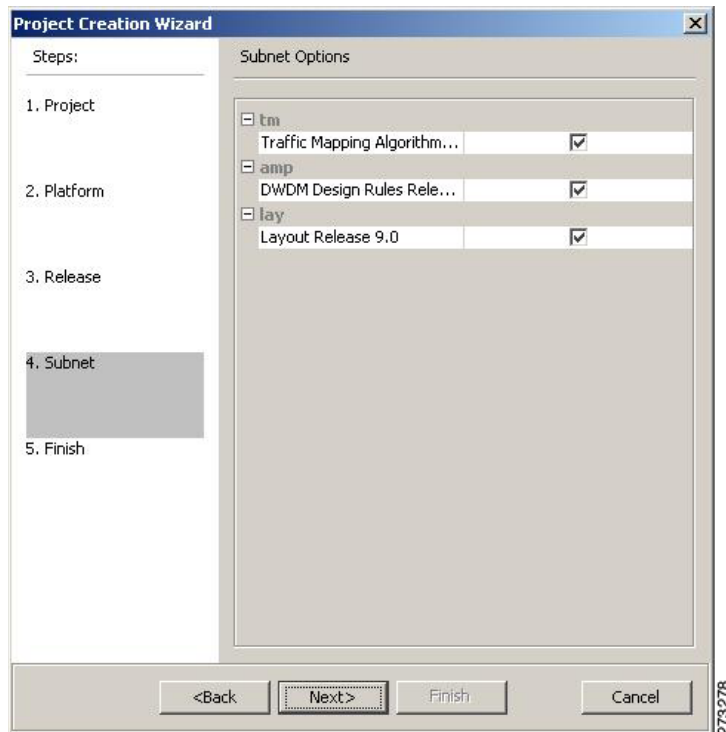 Project Creation Wizard
Steps:
Subnet Options
1. Project
2. Platform
3. Release
4. Subnet
5. Finish
tm
Traffic Mapping Algorithm...
amp
DWDM Design Rules Rele...
lay
Layout Release 9.0
<Back
Next>
Finish
Cancel
273278